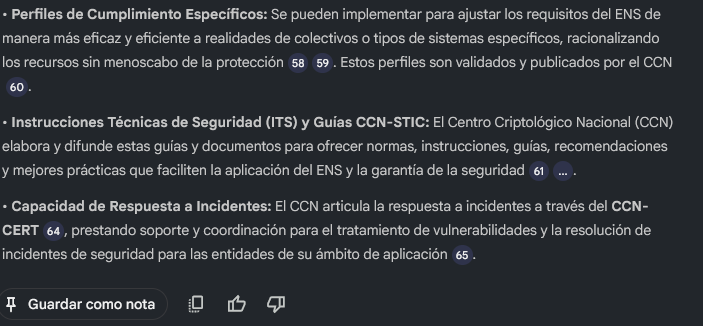 • Perfiles de Cumplimiento Específicos: Se pueden implementar para ajustar los requisitos del ENS de
manera más eficaz y eficiente a realidades de colectivos o tipos de sistemas específicos, racionalizando
los recursos sin menoscabo de la protección 58 59. Estos perfiles son validados y publicados por el CCN
60.
• Instrucciones Técnicas de Seguridad (ITS) y Guías CCN-STIC: El Centro Criptológico Nacional (CCN)
elabora y difunde estas guías y documentos para ofrecer normas, instrucciones, guías, recomendaciones
y mejores prácticas que faciliten la aplicación del ENS y la garantía de la seguridad 61 ... .
• Capacidad de Respuesta a Incidentes: El CCN articula la respuesta a incidentes a través del CCN-
CERT 64, prestando soporte y coordinación para el tratamiento de vulnerabilidades y la resolución de
incidentes de seguridad para las entidades de su ámbito de aplicación 65.
Guardar como nota